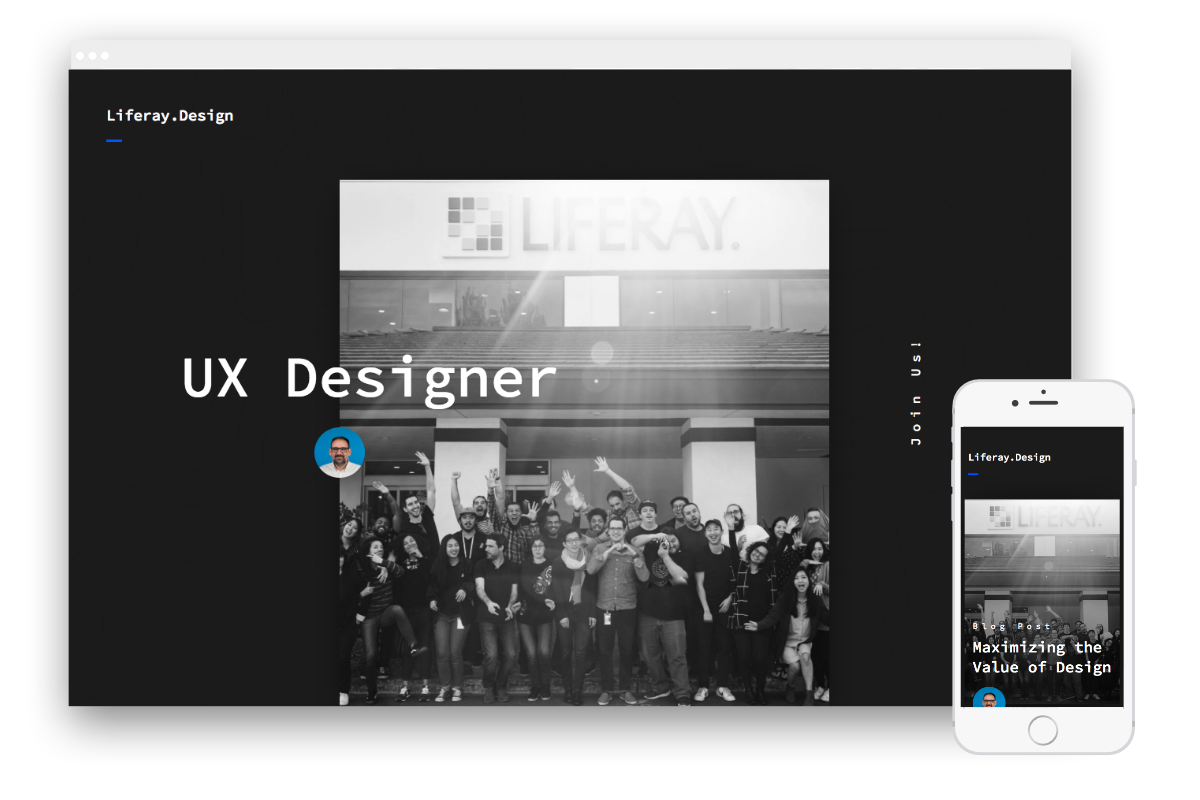 Liferay.Design
LIFERAY.
UX Designer
Join Us!
Liferay.Design
LIFERAY.
Blog Post
Maximizing the
Value of Design